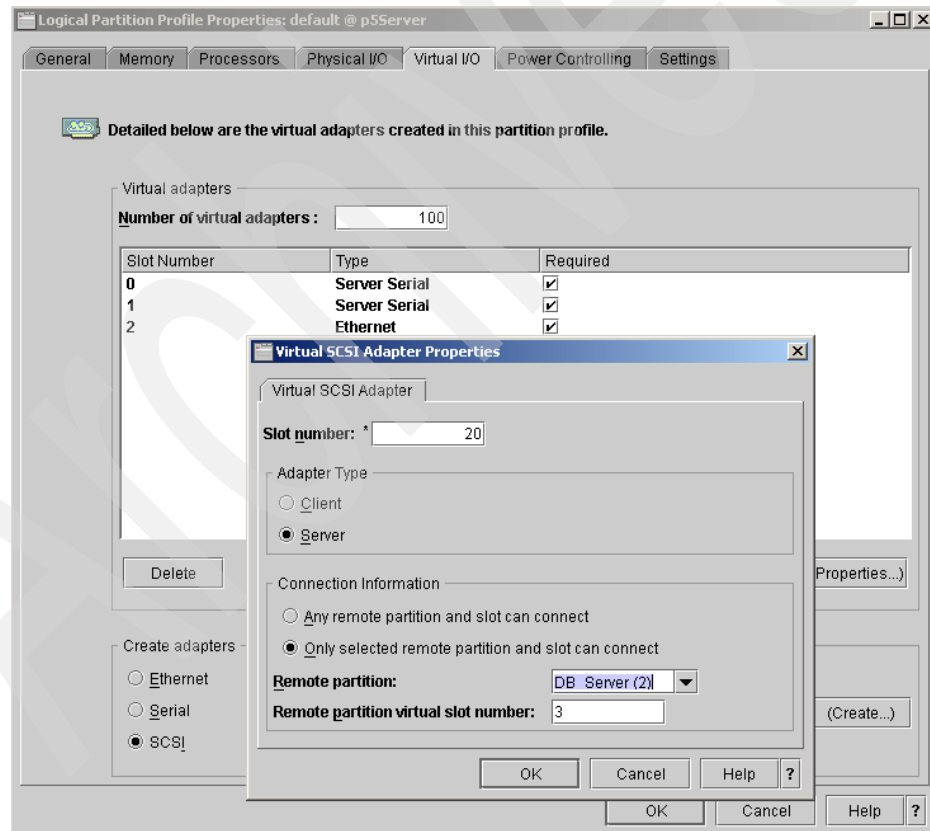 Logical Partition Profile Properties: default @ p5Server
General Memory Processors Physical I/O Virtual I/O Power Controlling Settings
Detailed below are the virtual adapters created in this partition profile.
Virtual adapters
Number of virtual adapters : 100
Slot Number Type Required
0 Server Serial
1 Server Serial
2 Ethernet
Virtual SCSI Adapter Properties
Virtual SCSI Adapter
Slot number: * 20
Adapter Type
Client
Server
Delete
Properties...)
Connection Information
Any remote partition and slot can connect
Only selected remote partition and slot can connect
Remote partition: DB Server (2)
Remote partition virtual slot number: 3
Create adapters
Ethernet
Serial
SCSI
(Create...)
OK Cancel Help ?
OK Cancel Help ?
Archive